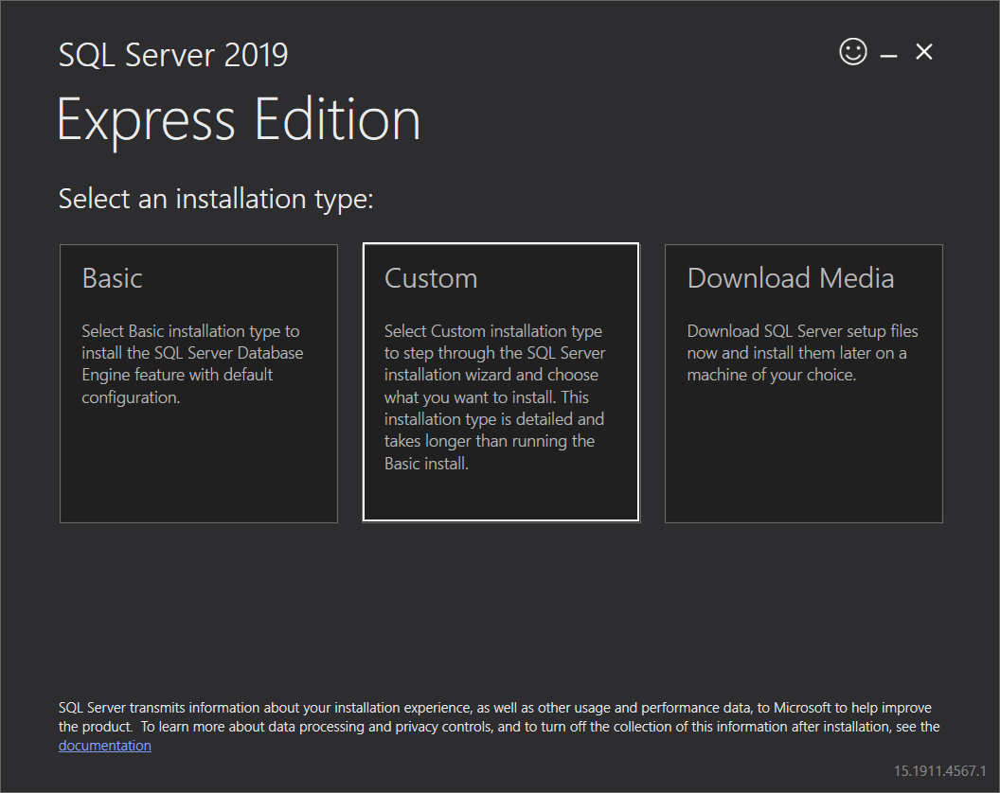 SQL Server 2019
Express Edition
Select an installation type:
Basic
Select Basic installation type to
install the SQL Server Database
Engine feature with default
configuration.
Custom
Select Custom installation type
to step through the SQL Server
installation wizard and choose
what you want to install. This
installation type is detailed and
takes longer than running the
Basic install.
Download Media
Download SQL Server setup files
now and install them later on a
machine of your choice.
SQL Server transmits information about your installation experience, as well as other usage and performance data, to Microsoft to help improve
the product.  To learn more about data processing and privacy controls, and to turn off the collection of this information after installation, see the
documentation
15.1911.4567.1